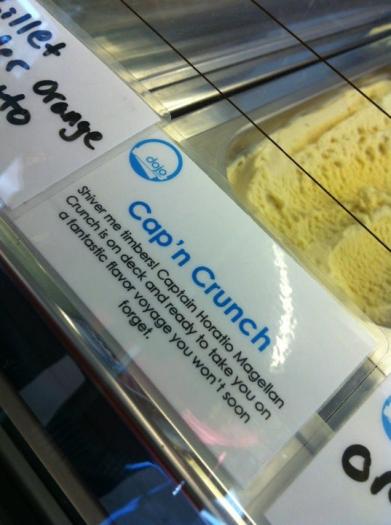 illet
orange
dojo
Cap'n Crunch
Shiver me timbers! Captain Horatio Magellan
Crunch is on deck and ready to take you on
a fantastic flavor voyage you won't soon
forget.